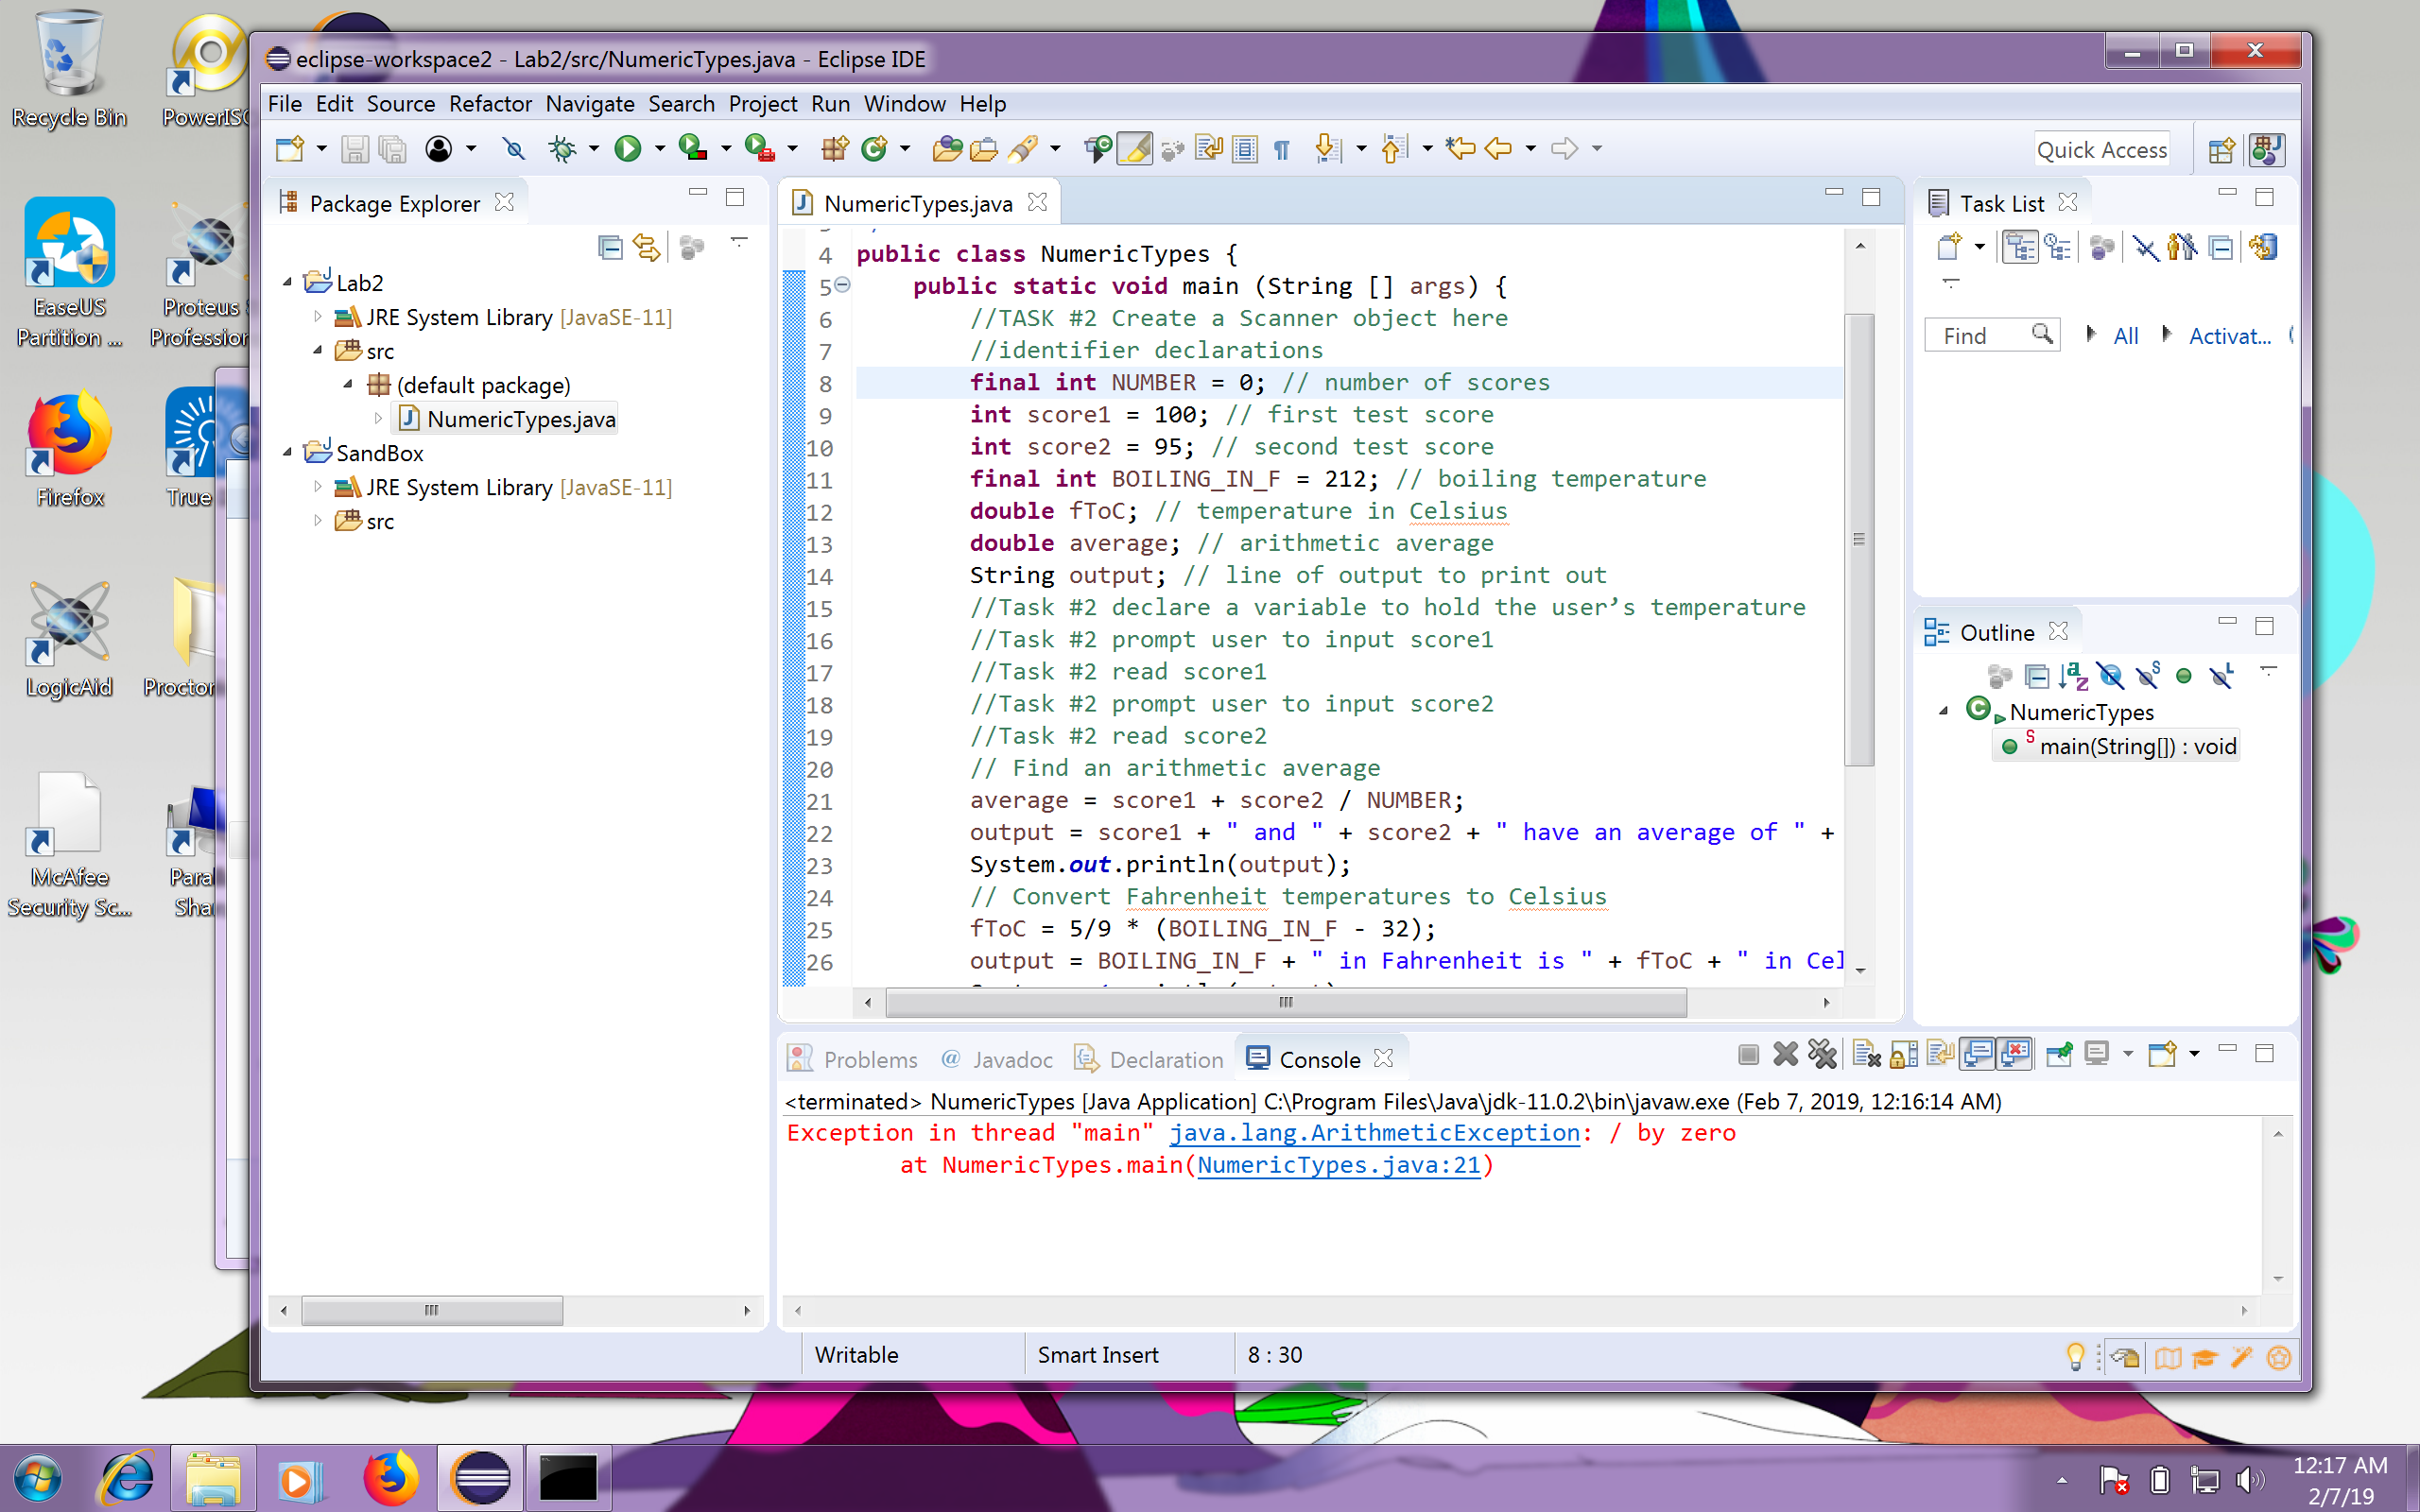 Recycle Bin
PowerISO
EaseUS
Partition ...
Proteus
Profession
Firefox
True
LogicAid
Proctor
McAfee
Security Sc...
Para
Sha
eclipse-workspace2 - Lab2/src/NumericTypes.java - Eclipse IDE
File Edit Source Refactor Navigate Search Project Run Window Help
Quick Access
Package Explorer
Lab2
JRE System Library [JavaSE-11]
src
(default package)
NumericTypes.java
SandBox
JRE System Library [JavaSE-11]
src
NumericTypes.java
4 public class NumericTypes {
5 public static void main (String [] args) {
6 //TASK #2 Create a Scanner object here
7 //identifier declarations
8 final int NUMBER = 0; // number of scores
9 int score1 = 100; // first test score
10 int score2 = 95; // second test score
11 final int BOILING_IN_F = 212; // boiling temperature
12 double fToC; // temperature in Celsius
13 double average; // arithmetic average
14 String output; // line of output to print out
15 //Task #2 declare a variable to hold the user’s temperature
16 //Task #2 prompt user to input score1
17 //Task #2 read score1
18 //Task #2 prompt user to input score2
19 //Task #2 read score2
20 // Find an arithmetic average
21 average = score1 + score2 / NUMBER;
22 output = score1 + " and " + score2 + " have an average of " +
23 System.out.println(output);
24 // Convert Fahrenheit temperatures to Celsius
25 fToC = 5/9 * (BOILING_IN_F - 32);
26 output = BOILING_IN_F + " in Fahrenheit is " + fToC + " in Cel
Task List
Find
All
Activat...
Outline
NumericTypes
main(String[]) : void
Problems Javadoc Declaration Console
<terminated> NumericTypes [Java Application] C:\Program Files\Java\jdk-11.0.2\bin\javaw.exe (Feb 7, 2019, 12:16:14 AM)
Exception in thread "main" java.lang.ArithmeticException: / by zero
at NumericTypes.main(NumericTypes.java:21)
Writable
Smart Insert
8 : 30
12:17 AM
2/7/19